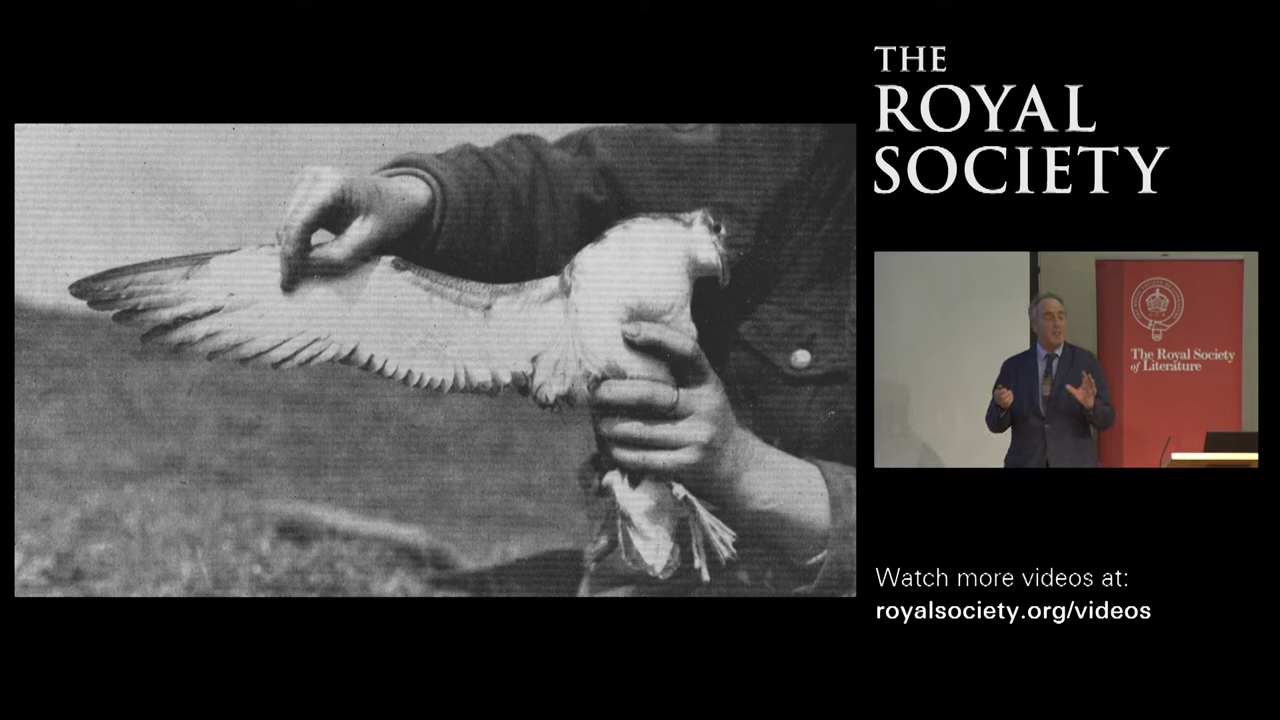 THE
ROYAL
SOCIETY
The Royal Society
of Literature
Watch more videos at:
royalsociety.org/videos